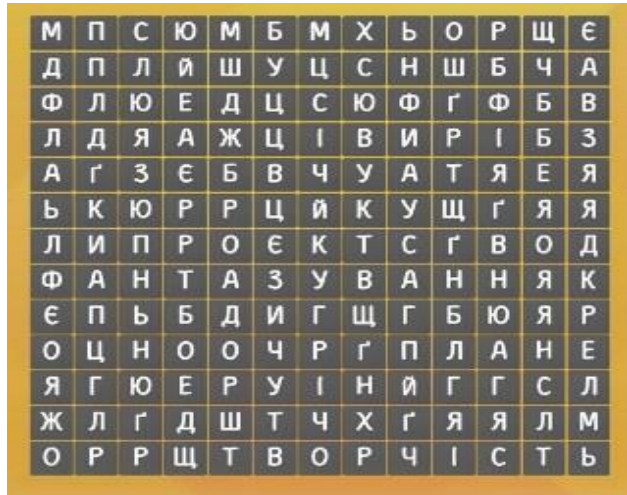 М П С Ю М Б М Х Ь О Р Щ Є
Д П Л Й Ш У Ц С Н Ш Б Ч А
Ф Л Ю Е Д Ц С Ю Ф Ґ Ф Б В
Л Д Я А Ж Ц І В И Р І Б З
А Ґ З Є Б В Ч У А Т Я Е Я
Ь К Ю Р Р Ц Й К У Щ Ґ Я Я
Л И П Р О Є К Т С Ґ В О Д
Ф А Н Т А З У В А Н Н Я К
Є П Ь Б Д И Г Щ Г Б Ю Я Р
О Ц Н О О Ч Р Ґ П Л А Н Е
Я Г Ю Е Р У І Н Й Г Г С Л
Ж Л Ґ Д Ш Т Ч Х Ґ Я Я Л М
О Р Р Щ Т В О Р Ч І С Т Ь